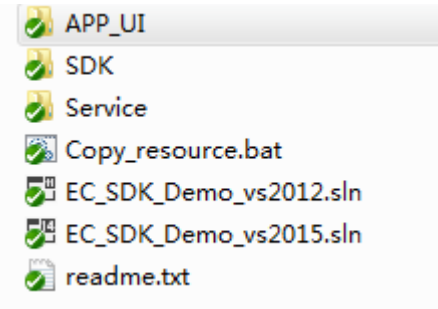 APP_UI
SDK
Service
Copy_resource.bat
EC_SDK_Demo_vs2012.sln
EC_SDK_Demo_vs2015.sln
readme.txt